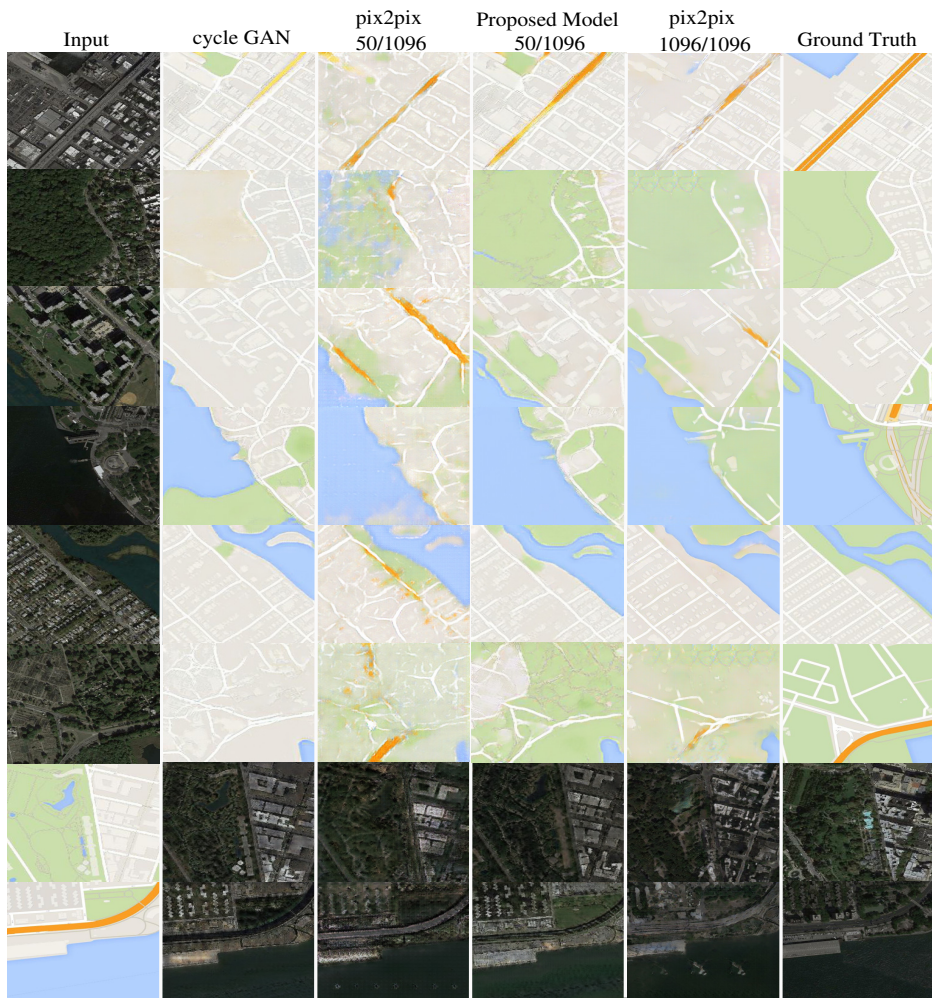 Input
cycle GAN
pix2pix
50/1096
Proposed Model
50/1096
pix2pix
1096/1096
Ground Truth